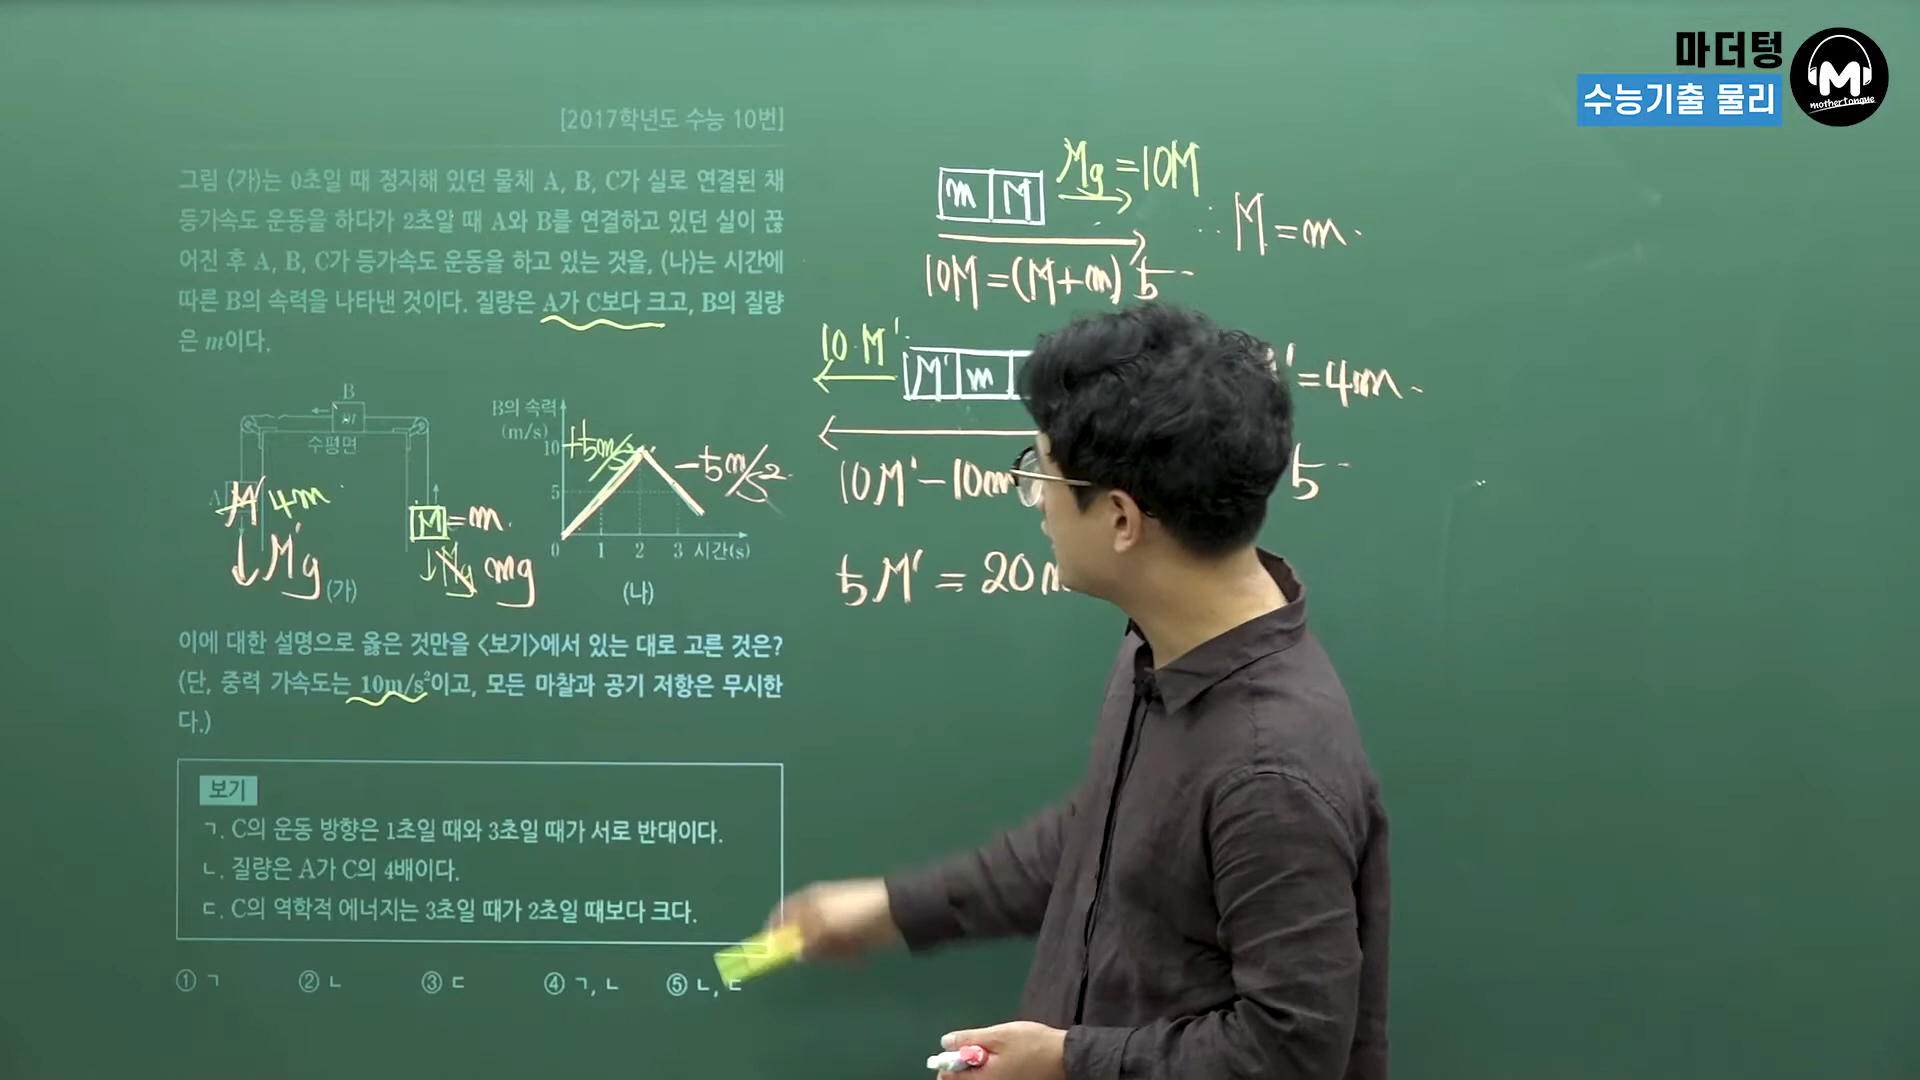 마더텅
수능기출 물리
M
mothertongue
[2017학년도 수능 10번]
그림 (가)는 0초일 때 정지해 있던 물체 A, B, C가 실로 연결된 채
등가속도 운동을 하다가 2초일 때 A와 B를 연결하고 있던 실이 끊
어진 후 A, B, C가 등가속도 운동을 하고 있는 것을, (나)는 시간에
따른 B의 속력을 나타낸 것이다. 질량은 A가 C보다 크고, B의 질량
은 m이다.
B
m
수평면
A
4m
M'g
M = m
mg
(가)
B의 속력
(m/s)
10
5
0 1 2 3 시간(s)
+5m/s²
-5m/s²
(나)
이에 대한 설명으로 옳은 것만을 <보기>에서 있는 대로 고른 것은?
(단, 중력 가속도는 10m/s²이고, 모든 마찰과 공기 저항은 무시한
다.)
보기
ㄱ. C의 운동 방향은 1초일 때와 3초일 때가 서로 반대이다.
ㄴ. 질량은 A가 C의 4배이다.
ㄷ. C의 역학적 에너지는 3초일 때가 2초일 때보다 크다.
① ㄱ ② ㄴ ③ ㄷ ④ ㄱ, ㄴ ⑤ ㄴ, ㄷ
m M Mg = 10M
10M = (M+m) 5
∴ M = m
10 M'
M' m
' = 4m
10M' - 10m
5
5M' = 20